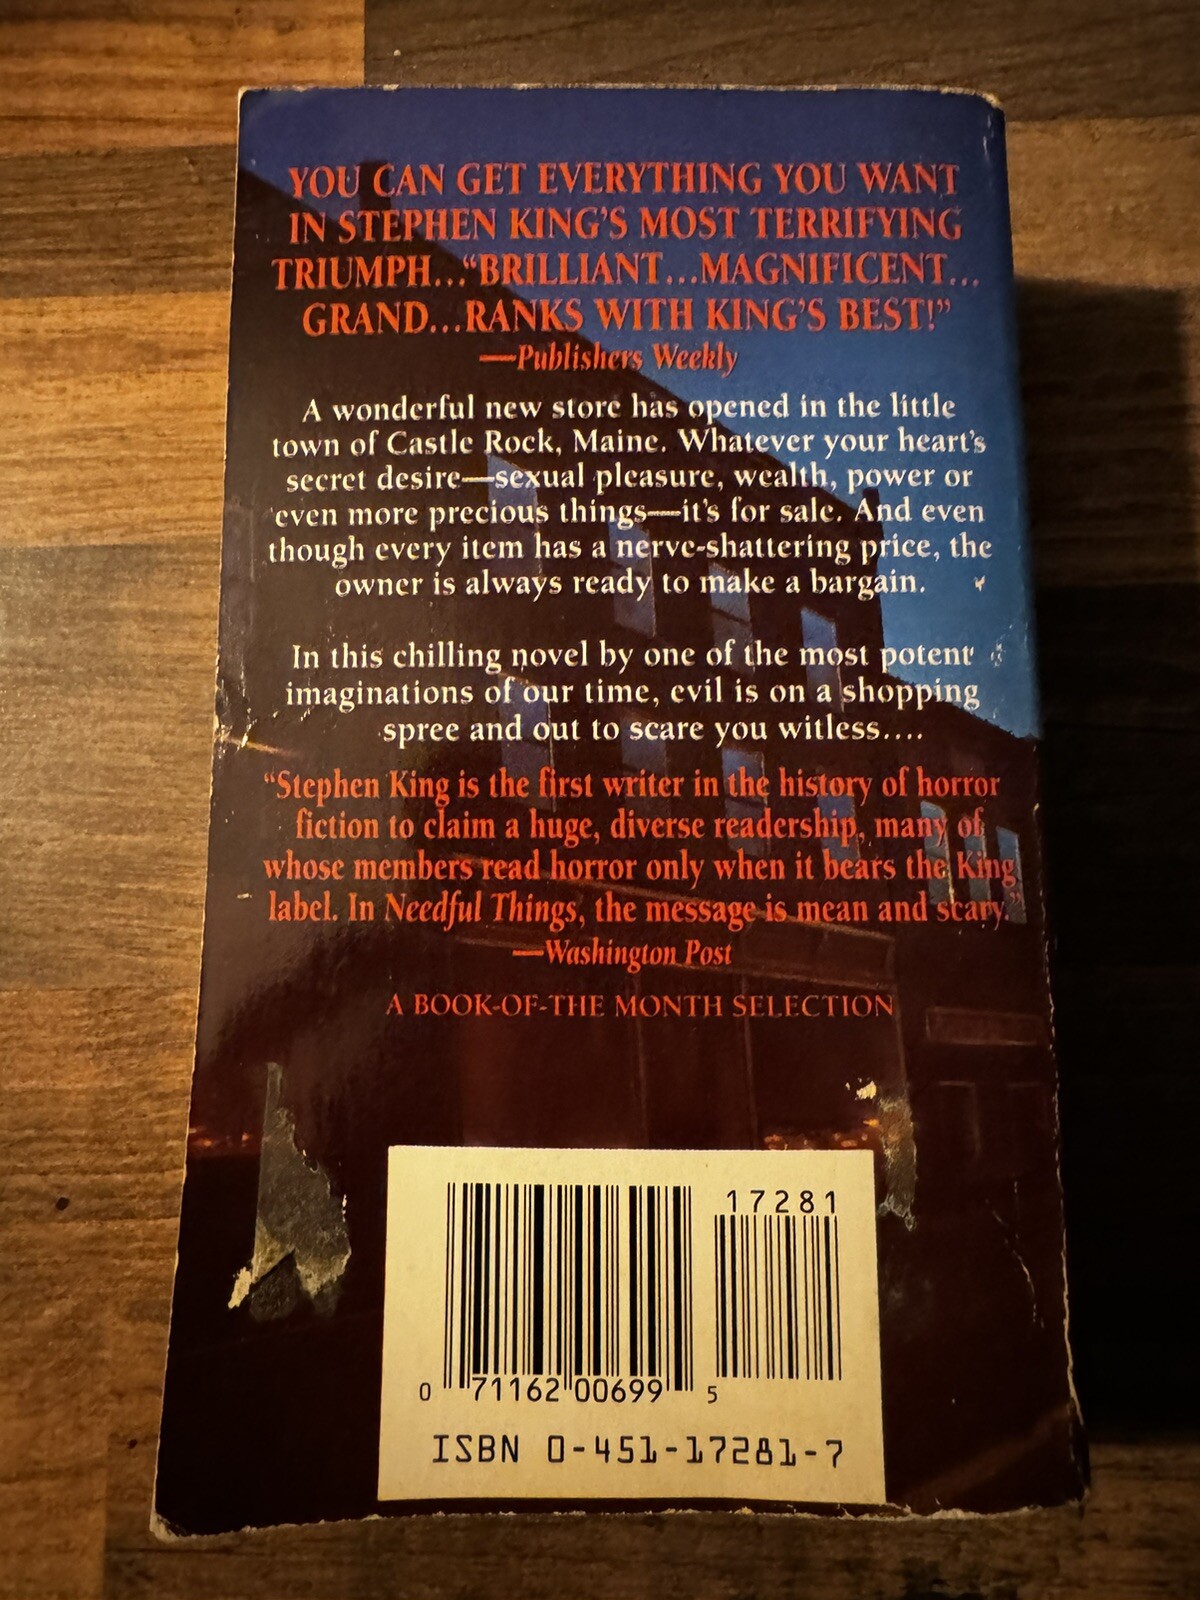 YOU CAN GET EVERYTHING YOU WANT
IN STEPHEN KING'S MOST TERRIFYING
TRIUMPH...“BRILLIANT...MAGNIFICENT...
GRAND...RANKS WITH KING'S BEST!”
—Publishers Weekly
A wonderful new store has opened in the little
town of Castle Rock, Maine. Whatever your heart's
secret desire—sexual pleasure, wealth, power or
even more precious things—it's for sale. And even
though every item has a nerve-shattering price, the
owner is always ready to make a bargain.
In this chilling novel by one of the most potent
imaginations of our time, evil is on a shopping
spree and out to scare you witless....
“Stephen King is the first writer in the history of horror
fiction to claim a huge, diverse readership, many of
whose members read horror only when it bears the King
label. In Needful Things, the message is mean and scary.”
—Washington Post
A BOOK-OF-THE MONTH SELECTION
17281
0 71162 00699 5
ISBN 0-451-17281-7